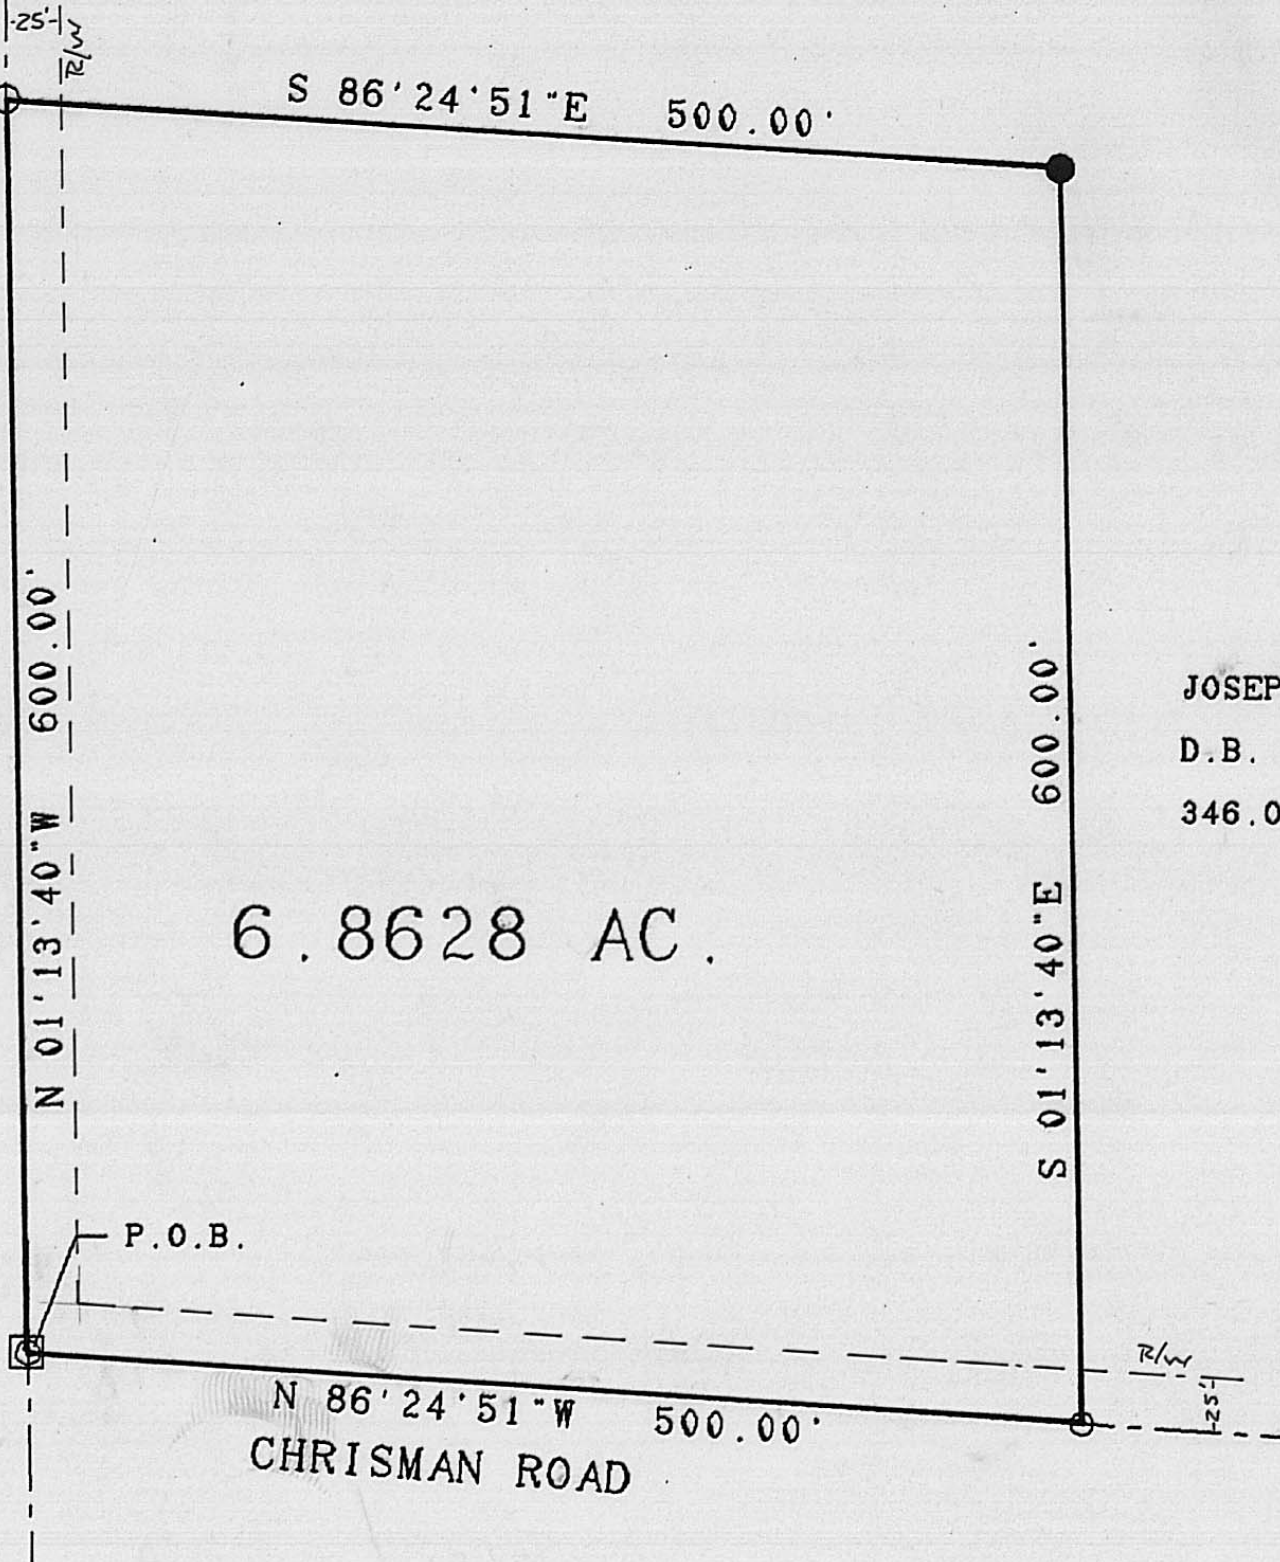 25'
R/W
S 86'24'51"E 500.00'
N 01'13'40"W 600.00'
S 01'13'40"E 600.00'
JOSEP
D.B.
346.0
6.8628 AC.
P.O.B.
R/W
25'
N 86'24'51"W 500.00'
CHRISMAN ROAD